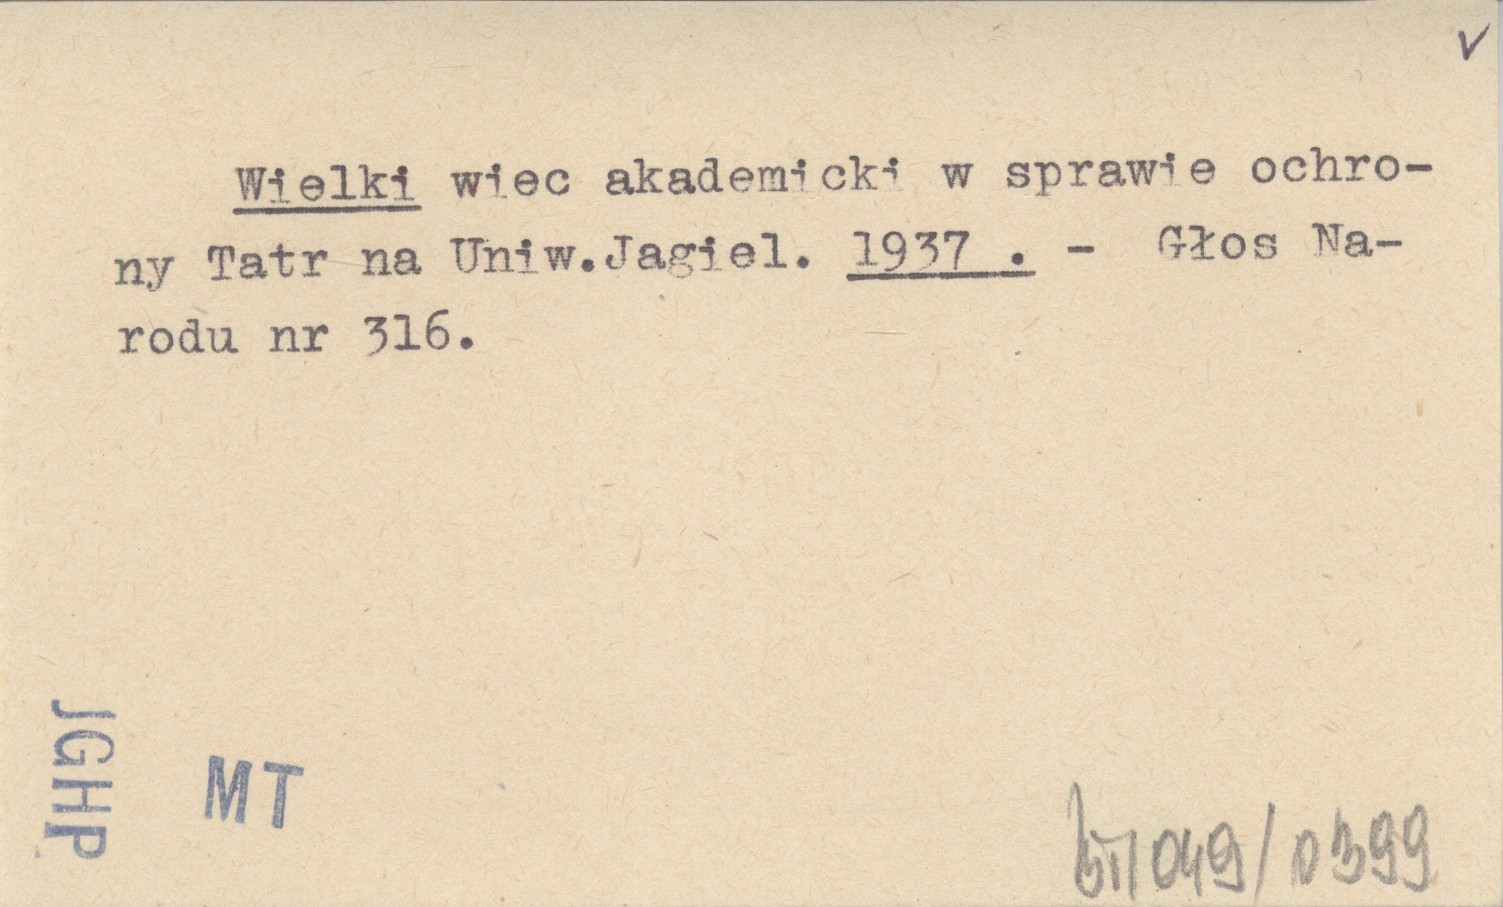 v
Wielki wiec akademicki w sprawie ochro-
ny Tatr na Uniw.Jagiel. 1937 . - Głos Na-
rodu nr 316.
JGHP
MT
049/0399